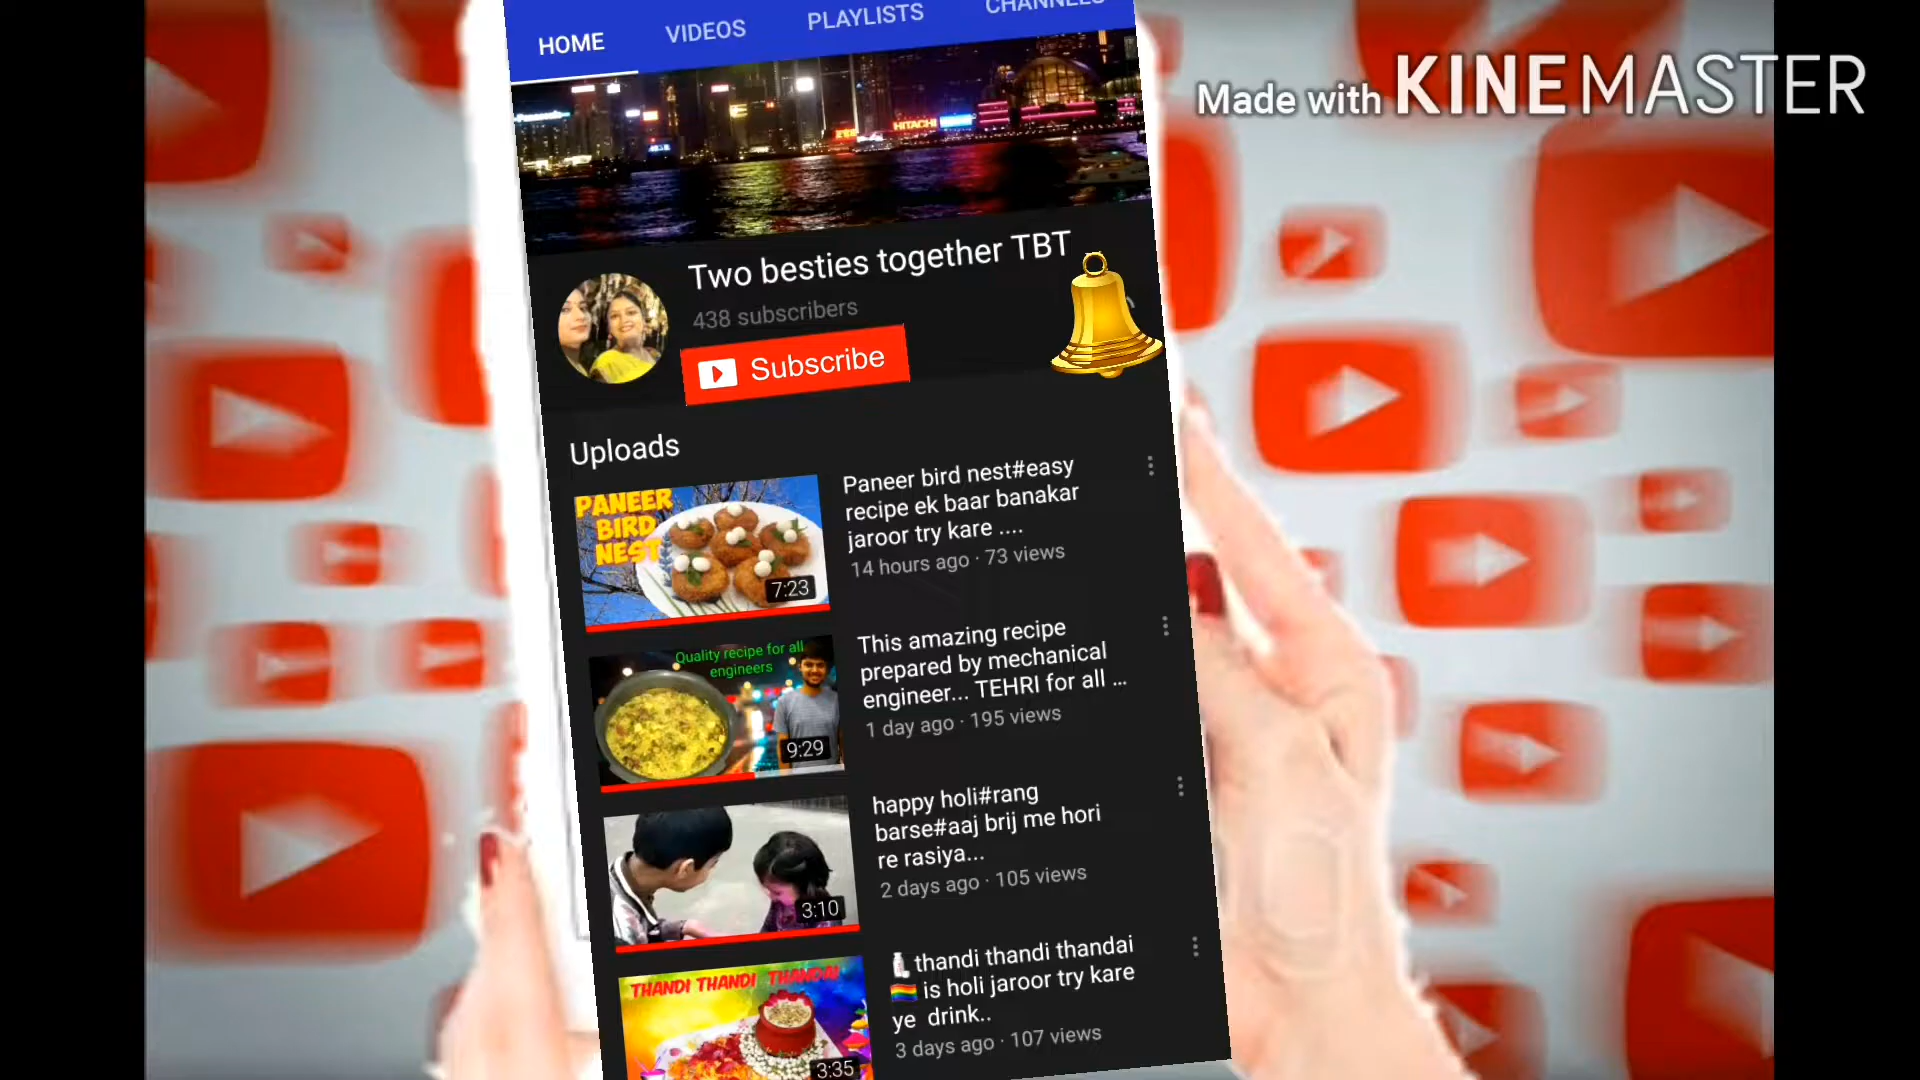 HOME VIDEOS PLAYLISTS CHANNELS
Made with KINEMASTER
Panasonic
HITACHI
Two besties together TBT
438 subscribers
Subscribe
Uploads
PANEER
BIRD
NEST
7:23
Paneer bird nest#easy
recipe ek baar banakar
jaroor try kare ....
14 hours ago · 73 views
Quality recipe for all
engineers
9:29
This amazing recipe
prepared by mechanical
engineer... TEHRI for all ...
1 day ago · 195 views
3:10
happy holi#rang
barse#aaj brij me hori
re rasiya...
2 days ago · 105 views
THANDI THANDI THANDAI
3:35
thandi thandi thandai
is holi jaroor try kare
ye drink..
3 days ago · 107 views